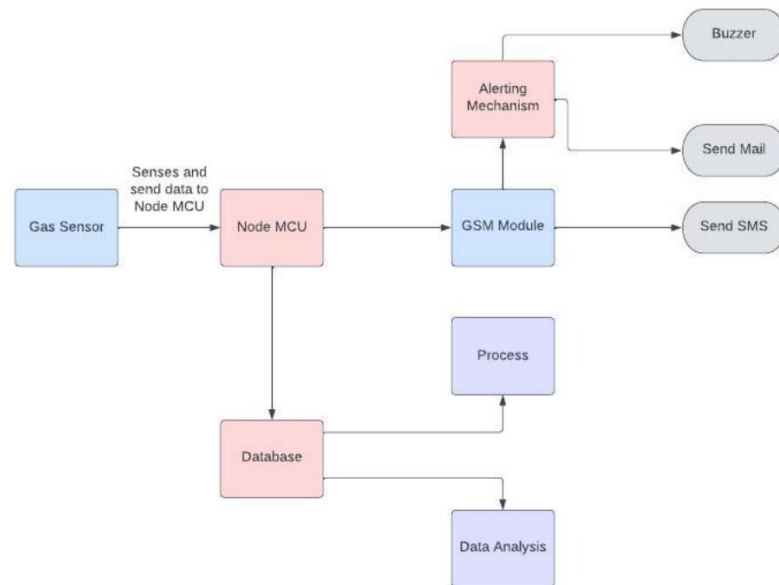 Buzzer
Alerting
Mechanism
Send Mail
Senses and
send data to
Node MCU
Gas Sensor
Node MCU
GSM Module
Send SMS
Process
Database
Data Analysis